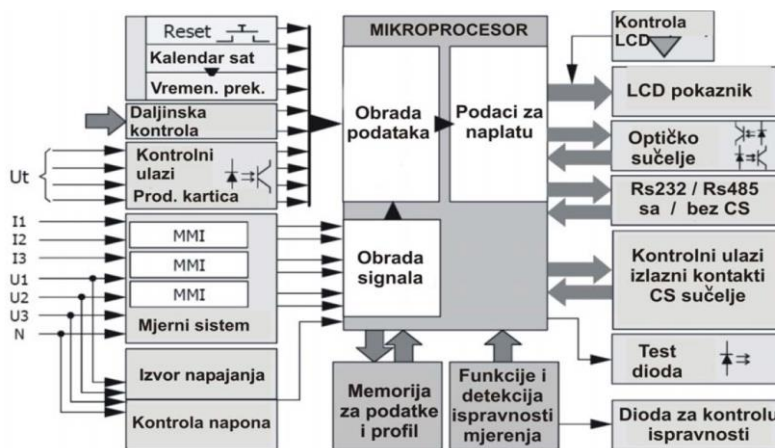 Reset
Kalendar sat
Vremen. prek.
Daljinska
kontrola
Ut
Kontrolni
ulazi
Prod. kartica
I1
I2
I3
U1
U2
U3
N
MMI
MMI
MMI
Mjerni sistem
Izvor napajanja
Kontrola napona
MIKROPROCESOR
Obrada
podataka
Podaci za
naplatu
Obrada
signala
Memorija
za podatke
i profil
Funkcije i
detekcija
ispravnosti
mjerenja
Kontrola
LCD
LCD pokaznik
Optičko
sučelje
Rs232 / Rs485
sa / bez CS
Kontrolni ulazi
izlazni kontakti
CS sučelje
Test
dioda
Dioda za kontrolu
ispravnosti